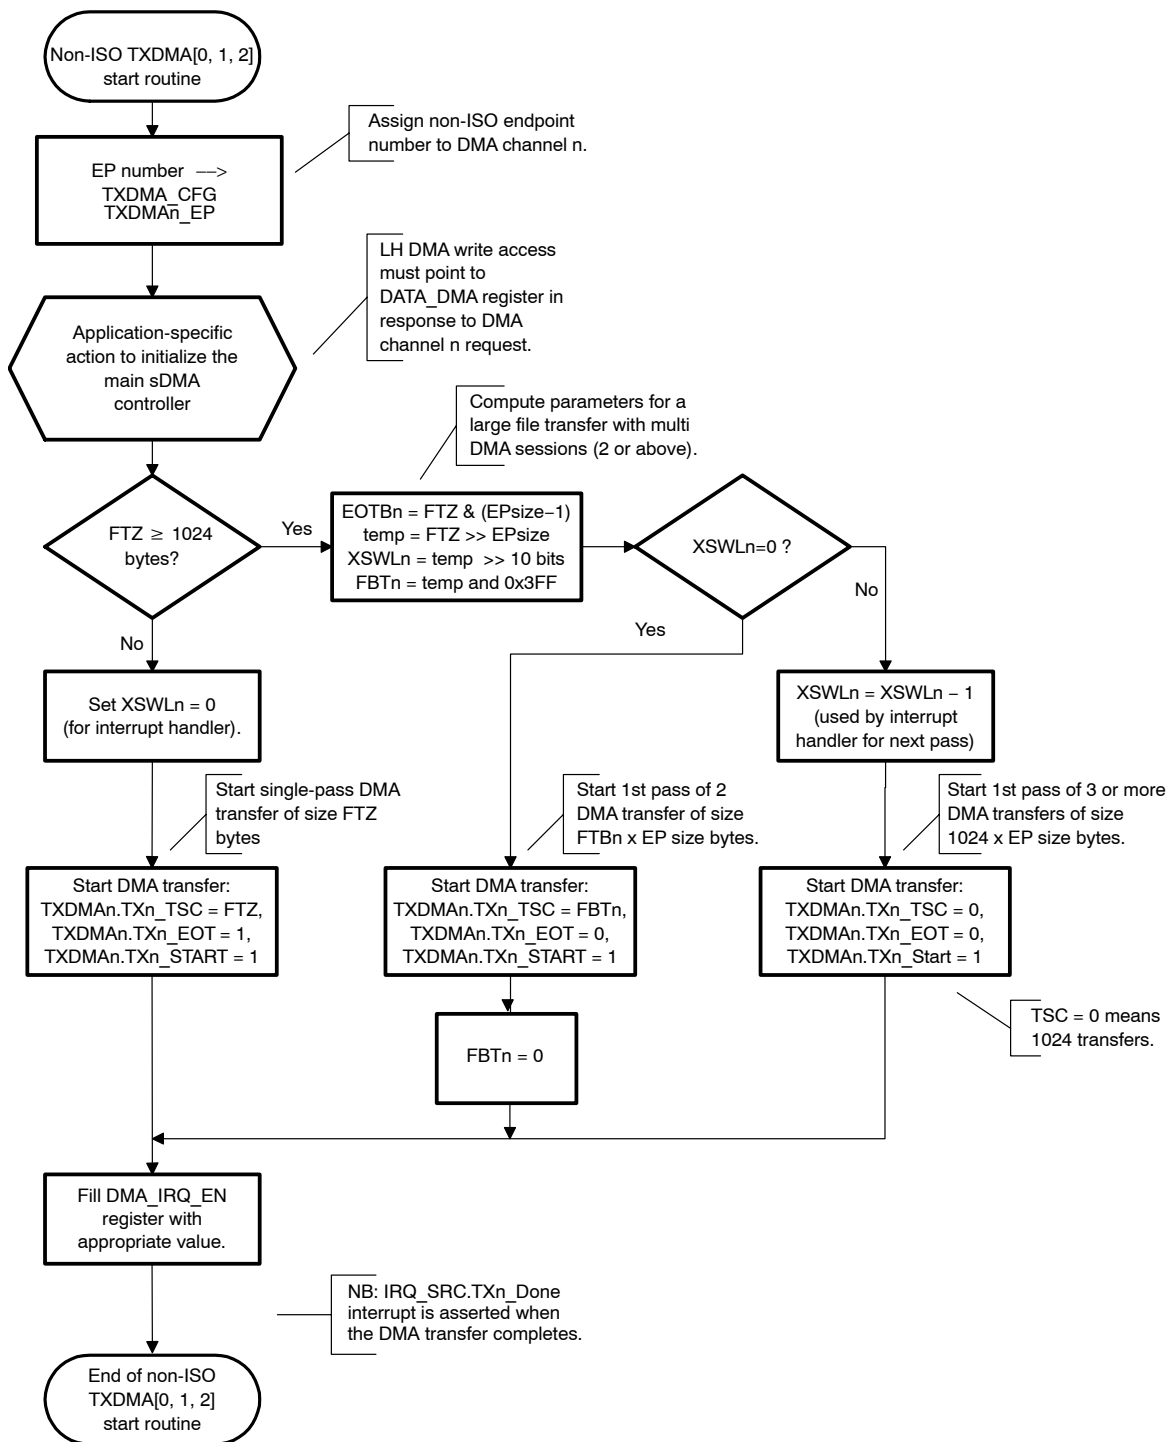 Non-ISO TXDMA[0, 1, 2]
start routine
Assign non-ISO endpoint
number to DMA channel n.
EP number −−>
TXDMA_CFG
TXDMAn_EP
LH DMA write access
must point to
DATA_DMA register in
response to DMA
channel n request.
Application-specific
action to initialize the
main sDMA
controller
Compute parameters for a
large file transfer with multi
DMA sessions (2 or above).
FTZ ≥ 1024
bytes?
Yes
EOTBn = FTZ & (EPsize−1)
temp = FTZ >> EPsize
XSWLn = temp >> 10 bits
FBTn = temp and 0x3FF
XSWLn=0 ?
No
Yes
No
Set XSWLn = 0
(for interrupt handler).
XSWLn = XSWLn − 1
(used by interrupt
handler for next pass)
Start single-pass DMA
transfer of size FTZ
bytes
Start 1st pass of 2
DMA transfer of size
FTBn x EP size bytes.
Start 1st pass of 3 or more
DMA transfers of size
1024 x EP size bytes.
Start DMA transfer:
TXDMAn.TXn_TSC = FTZ,
TXDMAn.TXn_EOT = 1,
TXDMAn.TXn_START = 1
Start DMA transfer:
TXDMAn.TXn_TSC = FBTn,
TXDMAn.TXn_EOT = 0,
TXDMAn.TXn_START = 1
Start DMA transfer:
TXDMAn.TXn_TSC = 0,
TXDMAn.TXn_EOT = 0,
TXDMAn.TXn_Start = 1
TSC = 0 means
1024 transfers.
FBTn = 0
Fill DMA_IRQ_EN
register with
appropriate value.
NB: IRQ_SRC.TXn_Done
interrupt is asserted when
the DMA transfer completes.
End of non-ISO
TXDMA[0, 1, 2]
start routine